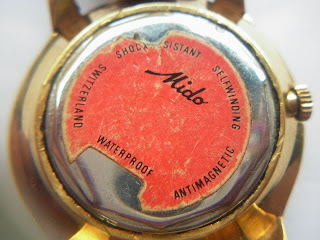 SWITZERLAND SHOCK SISTANT SELFWINDING
Mido
WATERPROOF ANTIMAGNETIC